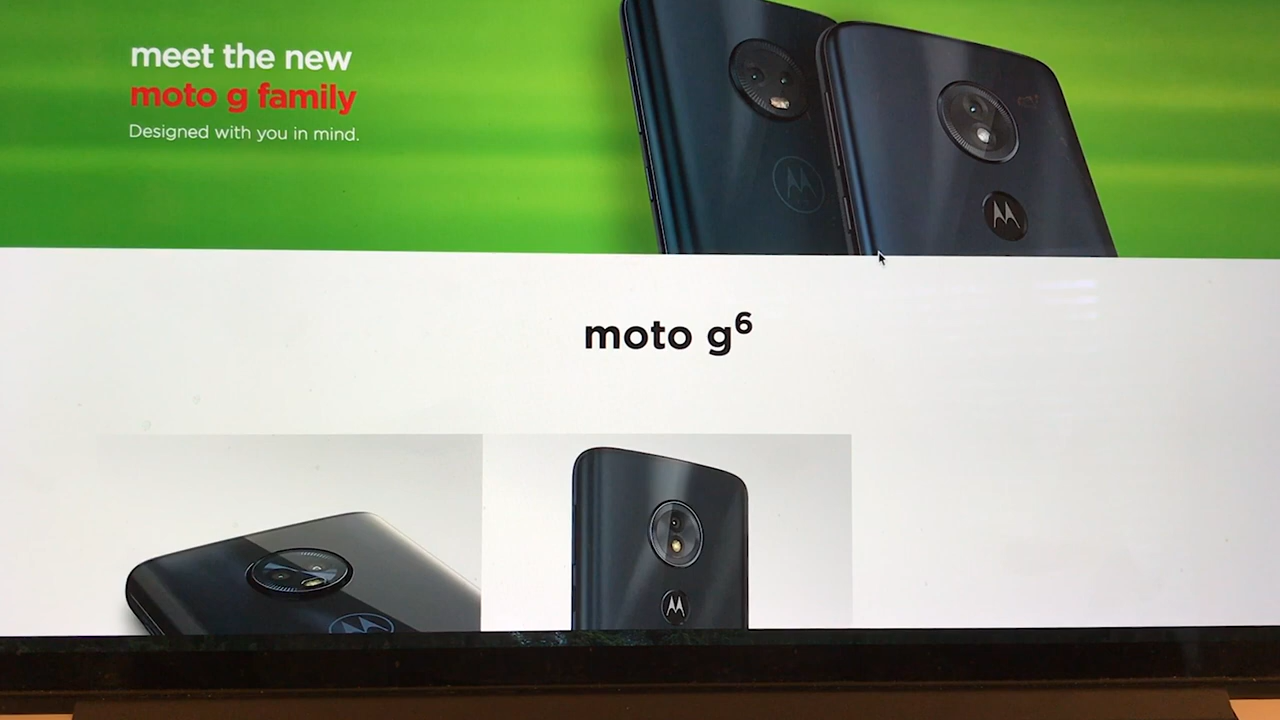 meet the new
moto g family
Designed with you in mind.
moto g⁶